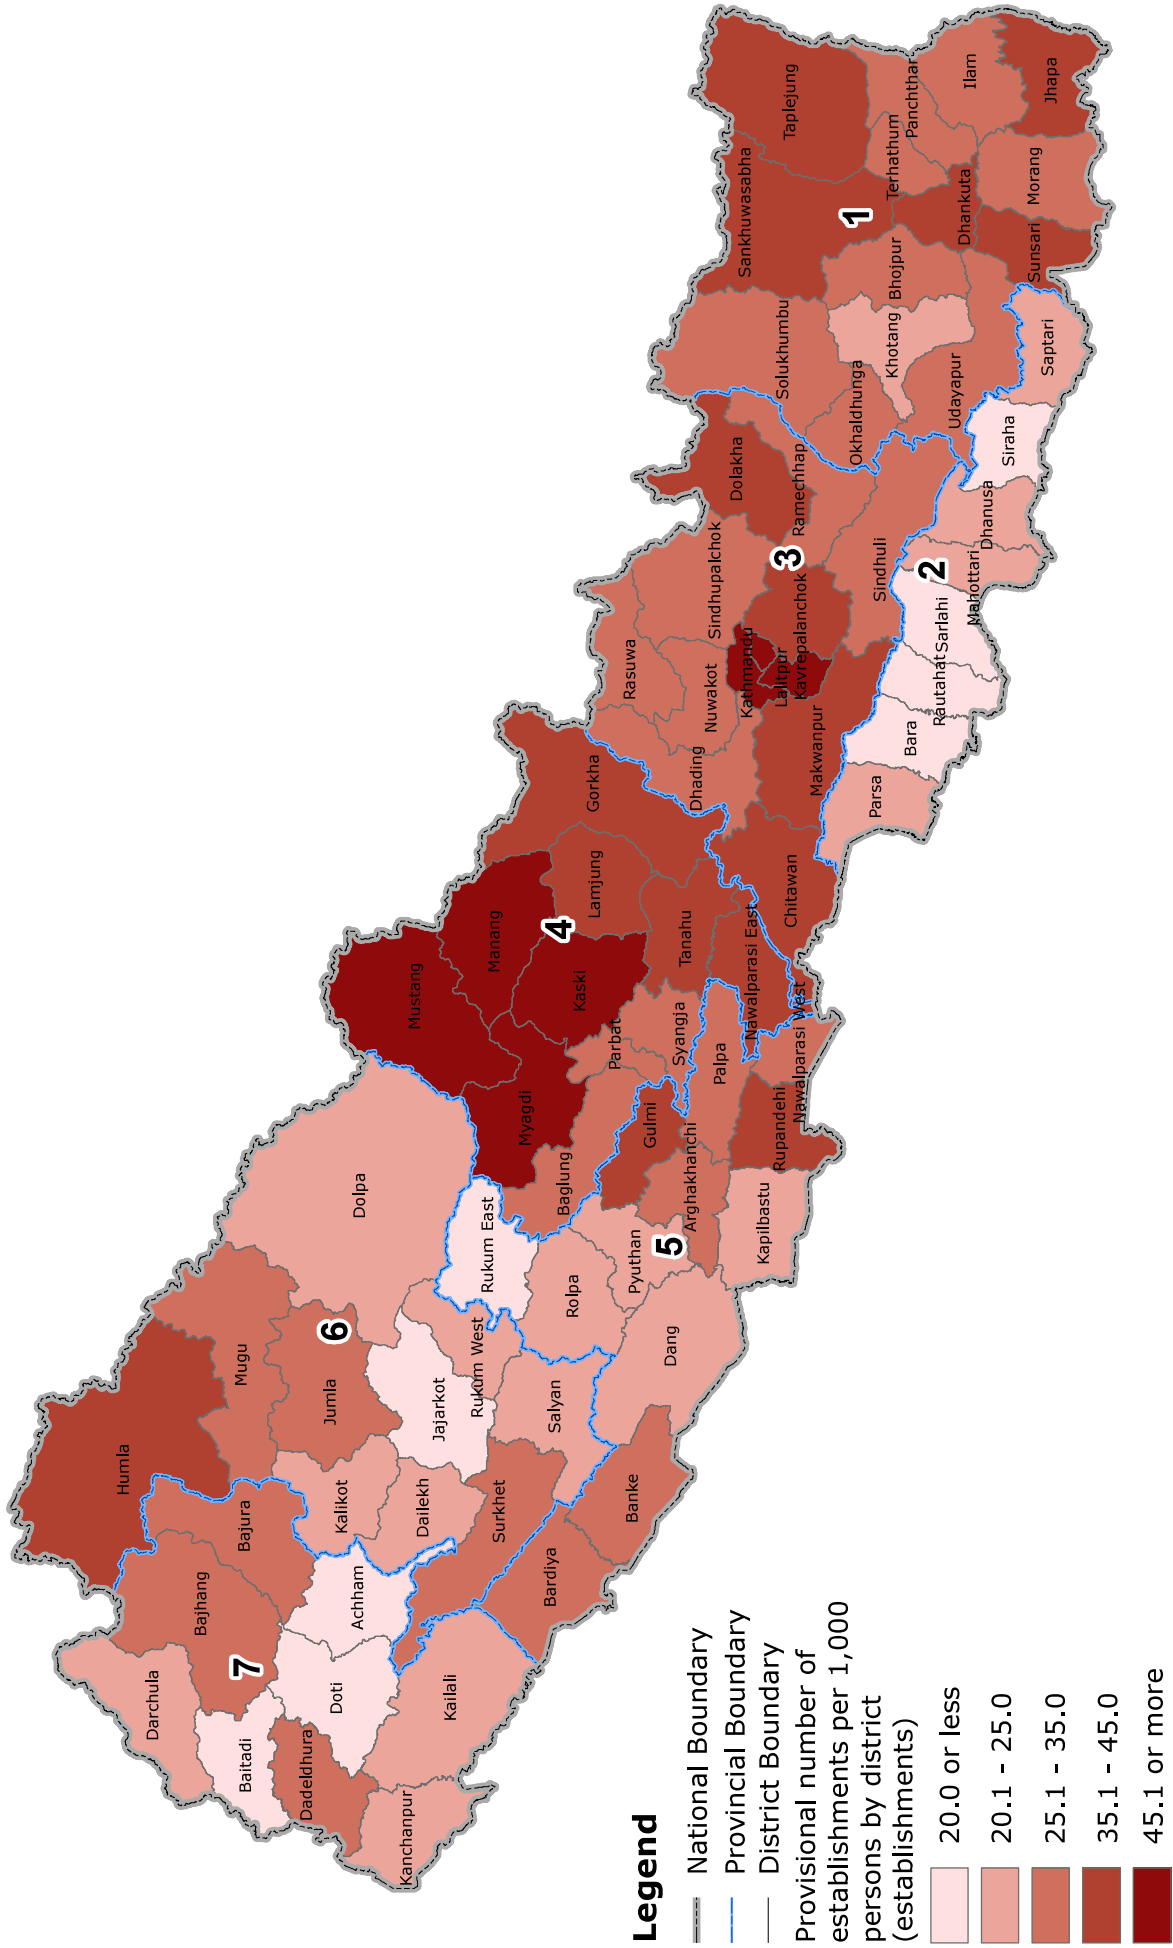 Humla
Darchula
Bajhang
Bajura
Mugu
7
Baitadi
Dadeldhura
Doti
Achham
Kalikot
Jumla
6
Dolpa
Mustang
Kanchanpur
Kailali
Dailekh
Jajarkot
Rukum West
Rukum East
Surkhet
Salyan
Rolpa
Myagdi
Manang
Kaski
4
Lamjung
Gorkha
Bardiya
Banke
Dang
Pyuthan
5
Baglung
Parbat
Gulmi
Syangja
Tanahu
Arghakhanchi
Palpa
Kapilbastu
Rupandehi
Nawalparasi West
Nawalparasi East
Chitawan
Dhading
Nuwakot
Rasuwa
Sindhupalchok
Kathmandu
Lalitpur
Kavrepalanchok
3
Makwanpur
Dolakha
Ramechhap
Sindhuli
Parsa
Bara
Rautahat
Sarlahi
2
Mahottari
Dhanusa
Siraha
Saptari
Solukhumbu
Okhaldhunga
Khotang
Udayapur
Bhojpur
Sankhuwasabha
1
Taplejung
Terhathum
Panchthar
Dhankuta
Ilam
Sunsari
Morang
Jhapa
Legend
National Boundary
Provincial Boundary
District Boundary
Provisional number of
establishments per 1,000
persons by district
(establishments)
20.0 or less
20.1 - 25.0
25.1 - 35.0
35.1 - 45.0
45.1 or more